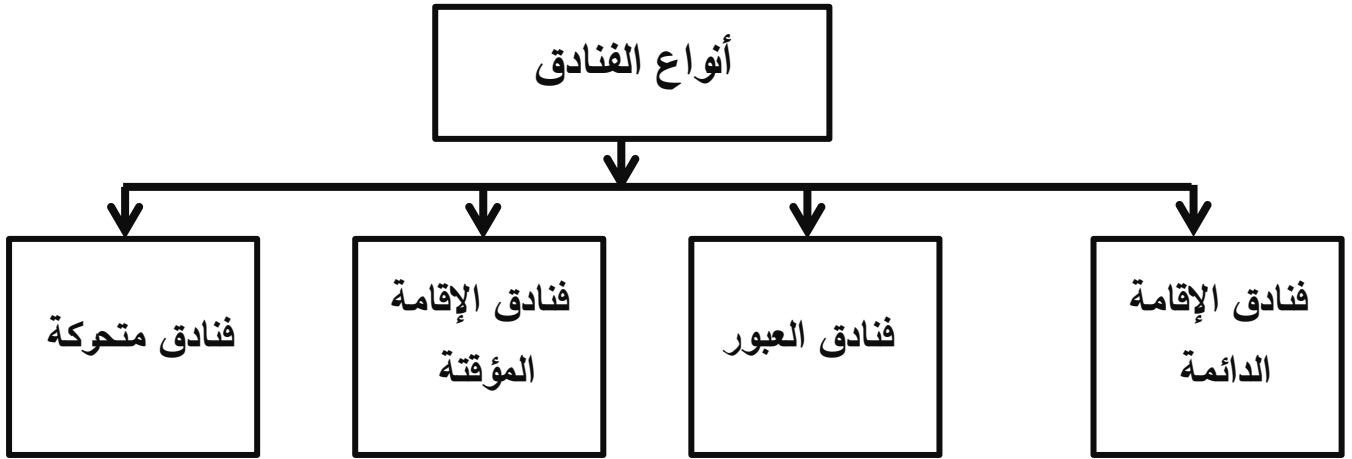 أنواع الفنادق
فنادق الإقامة
الدائمة
فنادق العبور
فنادق الإقامة
المؤقتة
فنادق متحركة